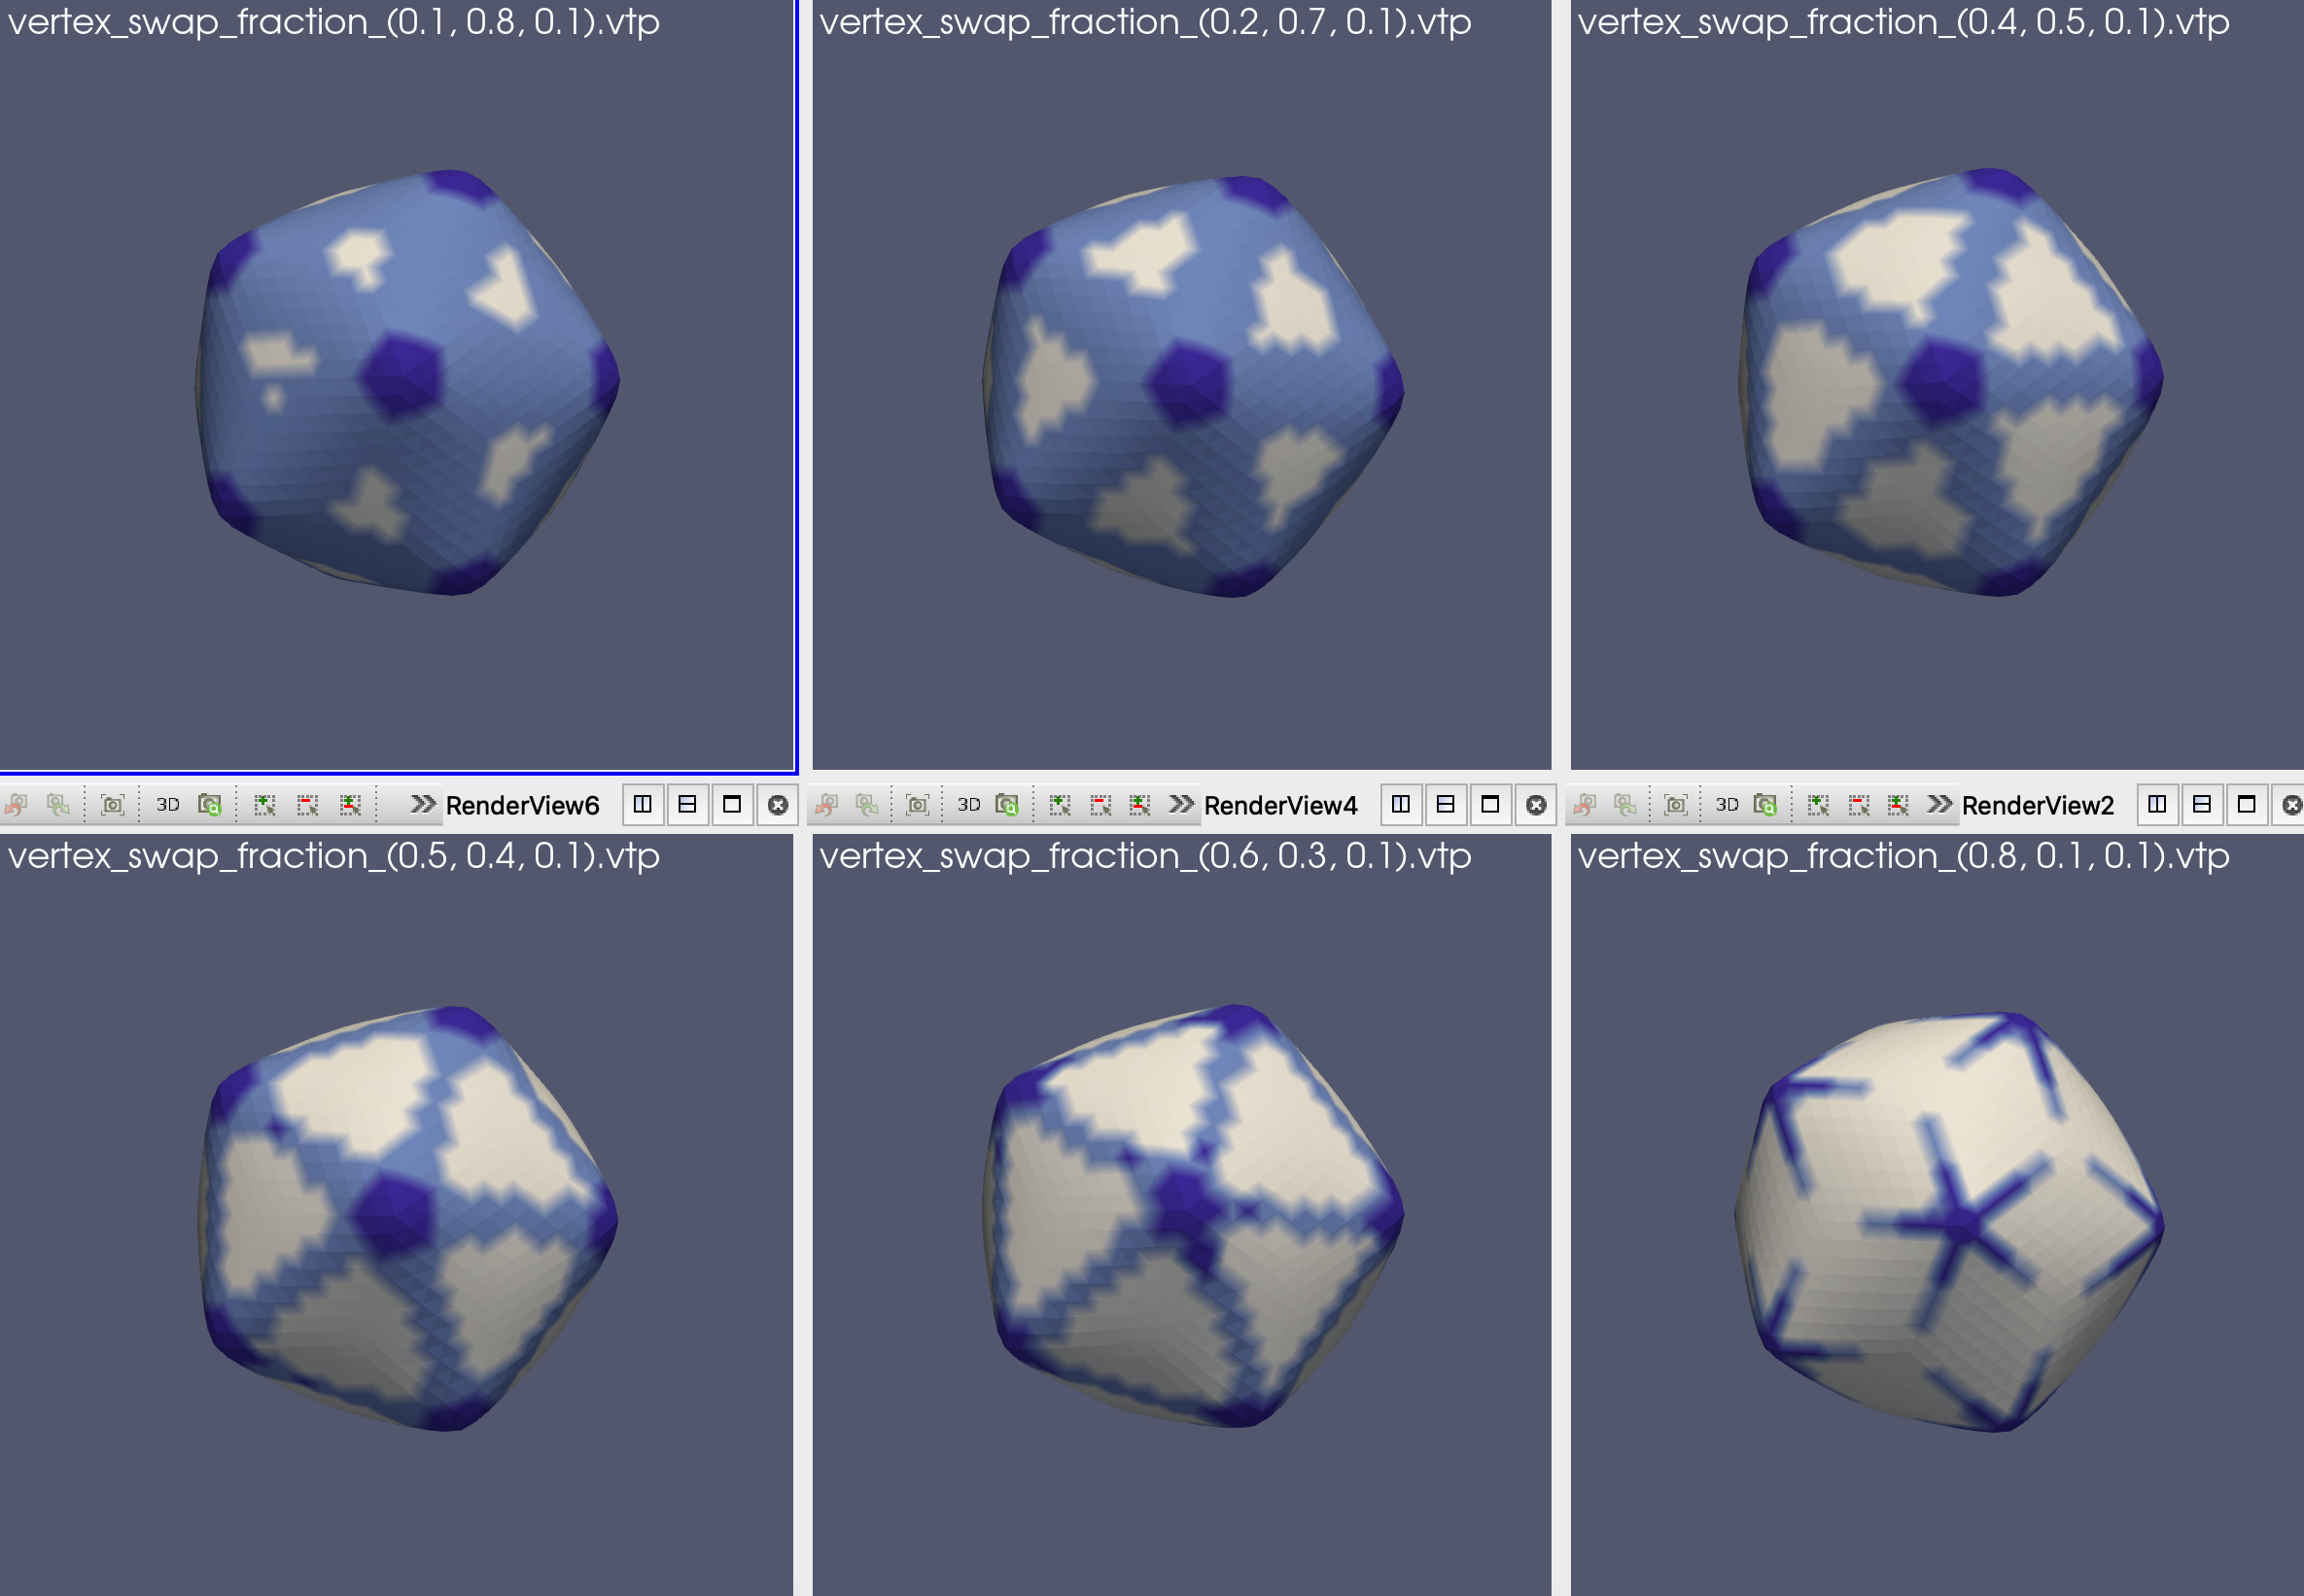 vertex_swap_fraction_(0.1, 0.8, 0.1).vtp
vertex_swap_fraction_(0.2, 0.7, 0.1).vtp
vertex_swap_fraction_(0.4, 0.5, 0.1).vtp
3D
RenderView6
3D
RenderView4
3D
RenderView2
vertex_swap_fraction_(0.5, 0.4, 0.1).vtp
vertex_swap_fraction_(0.6, 0.3, 0.1).vtp
vertex_swap_fraction_(0.8, 0.1, 0.1).vtp